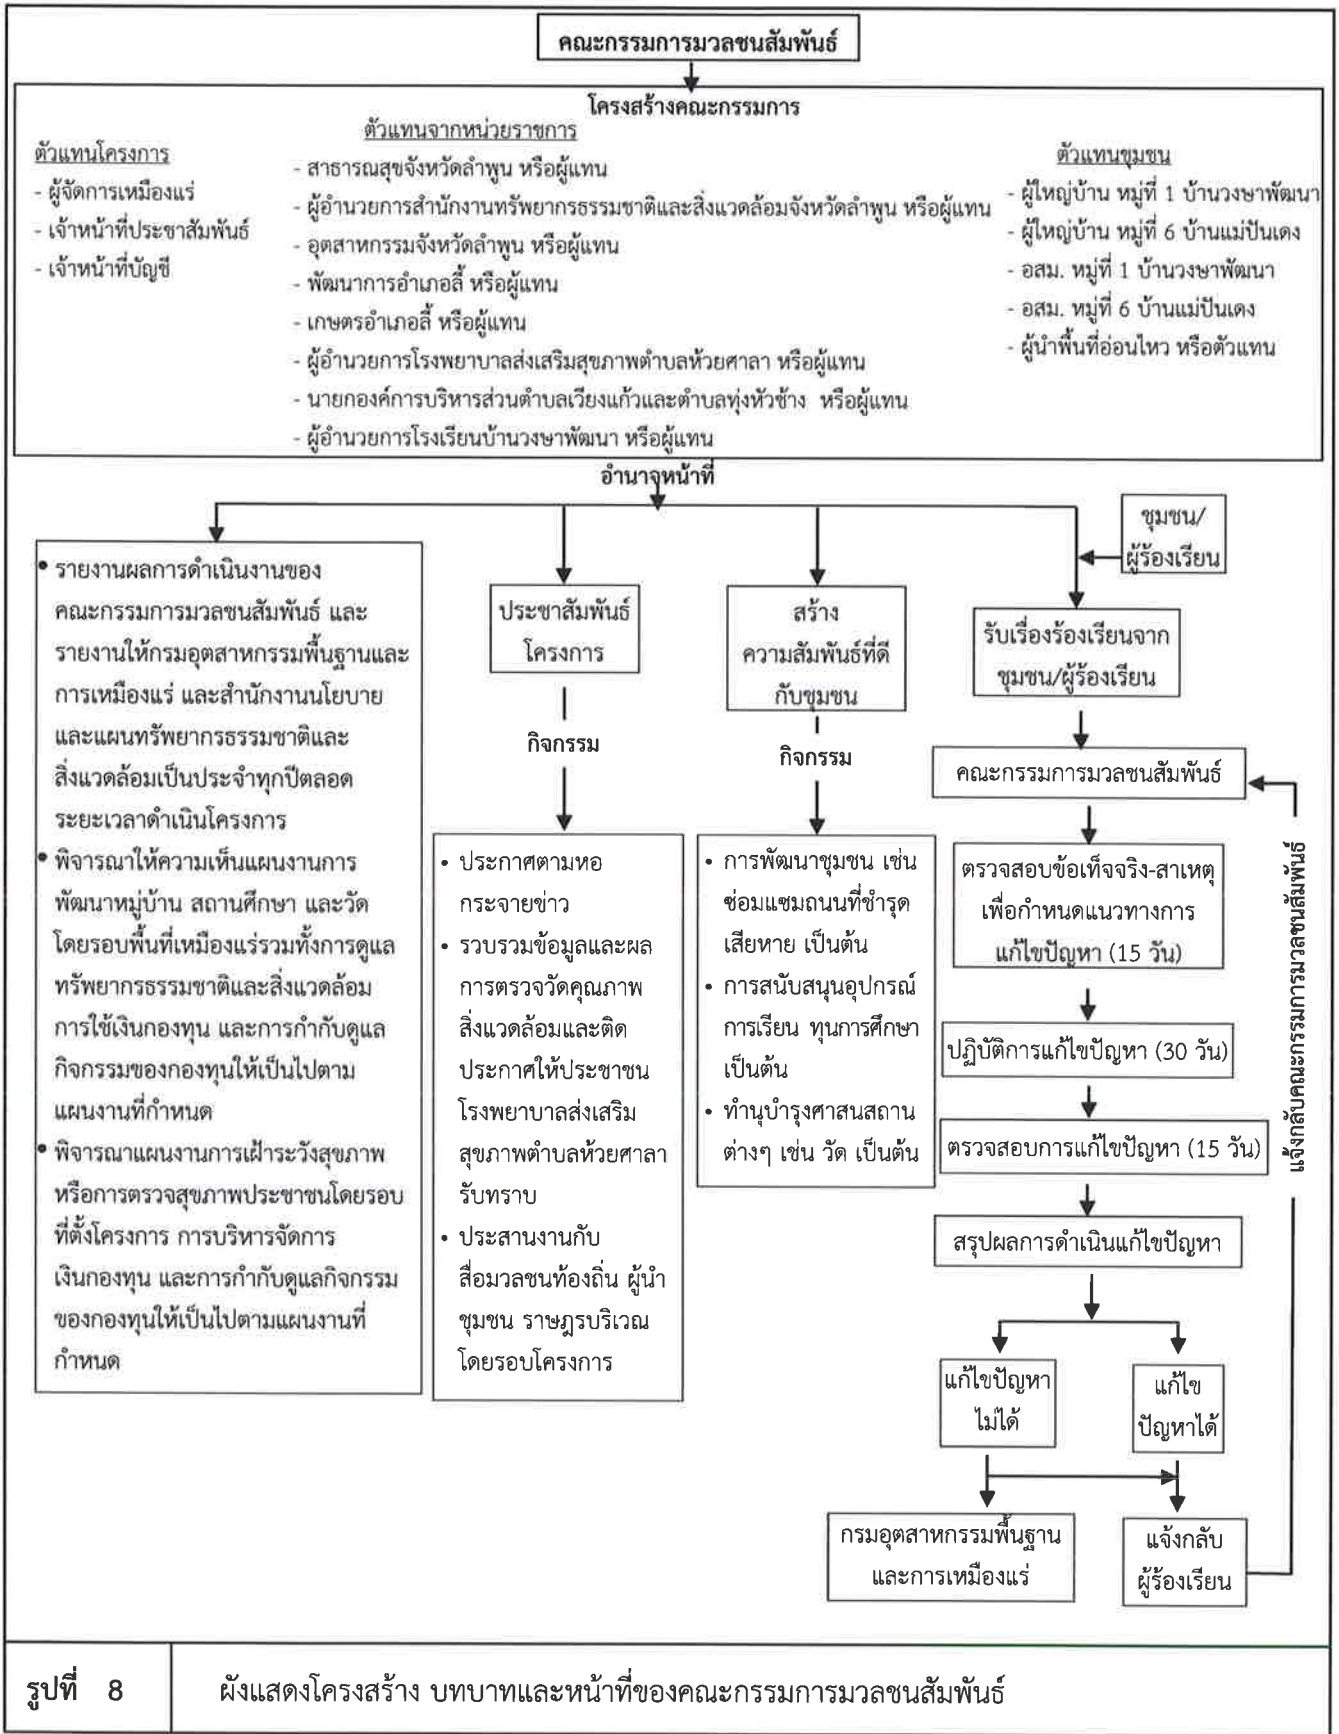 คณะกรรมการมวลชนสัมพันธ์
โครงสร้างคณะกรรมการ
ตัวแทนโครงการ
- ผู้จัดการเหมืองแร่
- เจ้าหน้าที่ประชาสัมพันธ์
- เจ้าหน้าที่บัญชี
ตัวแทนจากหน่วยราชการ
- สาธารณสุขจังหวัดลำพูน หรือผู้แทน
- ผู้อำนวยการสำนักงานทรัพยากรธรรมชาติและสิ่งแวดล้อมจังหวัดลำพูน หรือผู้แทน
- อุตสาหกรรมจังหวัดลำพูน หรือผู้แทน
- พัฒนาการอำเภอลี้ หรือผู้แทน
- เกษตรอำเภอลี้ หรือผู้แทน
- ผู้อำนวยการโรงพยาบาลส่งเสริมสุขภาพตำบลห้วยศาลา หรือผู้แทน
- นายกองค์การบริหารส่วนตำบลเวียงแก้วและตำบลทุ่งหัวช้าง หรือผู้แทน
- ผู้อำนวยการโรงเรียนบ้านวงษาพัฒนา หรือผู้แทน
ตัวแทนชุมชน
- ผู้ใหญ่บ้าน หมู่ที่ 1 บ้านวงษาพัฒนา
- ผู้ใหญ่บ้าน หมู่ที่ 6 บ้านแม่ปันเดง
- อสม. หมู่ที่ 1 บ้านวงษาพัฒนา
- อสม. หมู่ที่ 6 บ้านแม่ปันเดง
- ผู้นำพื้นที่อ่อนไหว หรือตัวแทน
อำนาจหน้าที่
• รายงานผลการดำเนินงานของ
คณะกรรมการมวลชนสัมพันธ์ และ
รายงานให้กรมอุตสาหกรรมพื้นฐานและ
การเหมืองแร่ และสำนักงานนโยบาย
และแผนทรัพยากรธรรมชาติและ
สิ่งแวดล้อมเป็นประจำทุกปีตลอด
ระยะเวลาดำเนินโครงการ
• พิจารณาให้ความเห็นแผนงานการ
พัฒนาหมู่บ้าน สถานศึกษา และวัด
โดยรอบพื้นที่เหมืองแร่รวมทั้งการดูแล
ทรัพยากรธรรมชาติและสิ่งแวดล้อม
การใช้เงินกองทุน และการกำกับดูแล
กิจกรรมของกองทุนให้เป็นไปตาม
แผนงานที่กำหนด
• พิจารณาแผนงานการเฝ้าระวังสุขภาพ
หรือการตรวจสุขภาพประชาชนโดยรอบ
ที่ตั้งโครงการ การบริหารจัดการ
เงินกองทุน และการกำกับดูแลกิจกรรม
ของกองทุนให้เป็นไปตามแผนงานที่
กำหนด
ประชาสัมพันธ์
โครงการ
กิจกรรม
• ประกาศตามหอ
กระจายข่าว
• รวบรวมข้อมูลและผล
การตรวจวัดคุณภาพ
สิ่งแวดล้อมและติด
ประกาศให้ประชาชน
โรงพยาบาลส่งเสริม
สุขภาพตำบลห้วยศาลา
รับทราบ
• ประสานงานกับ
สื่อมวลชนท้องถิ่น ผู้นำ
ชุมชน ราษฎรบริเวณ
โดยรอบโครงการ
สร้าง
ความสัมพันธ์ที่ดี
กับชุมชน
กิจกรรม
• การพัฒนาชุมชน เช่น
ซ่อมแซมถนนที่ชำรุด
เสียหาย เป็นต้น
• การสนับสนุนอุปกรณ์
การเรียน ทุนการศึกษา
เป็นต้น
• ทำนุบำรุงศาสนสถาน
ต่างๆ เช่น วัด เป็นต้น
ชุมชน/
ผู้ร้องเรียน
รับเรื่องร้องเรียนจาก
ชุมชน/ผู้ร้องเรียน
คณะกรรมการมวลชนสัมพันธ์
ตรวจสอบข้อเท็จจริง-สาเหตุ
เพื่อกำหนดแนวทางการ
แก้ไขปัญหา (15 วัน)
ปฏิบัติการแก้ไขปัญหา (30 วัน)
ตรวจสอบการแก้ไขปัญหา (15 วัน)
สรุปผลการดำเนินแก้ไขปัญหา
แก้ไขปัญหา
ไม่ได้
แก้ไข
ปัญหาได้
กรมอุตสาหกรรมพื้นฐาน
และการเหมืองแร่
แจ้งกลับ
ผู้ร้องเรียน
แจ้งกลับคณะกรรมการมวลชนสัมพันธ์
รูปที่ 8
ผังแสดงโครงสร้าง บทบาทและหน้าที่ของคณะกรรมการมวลชนสัมพันธ์